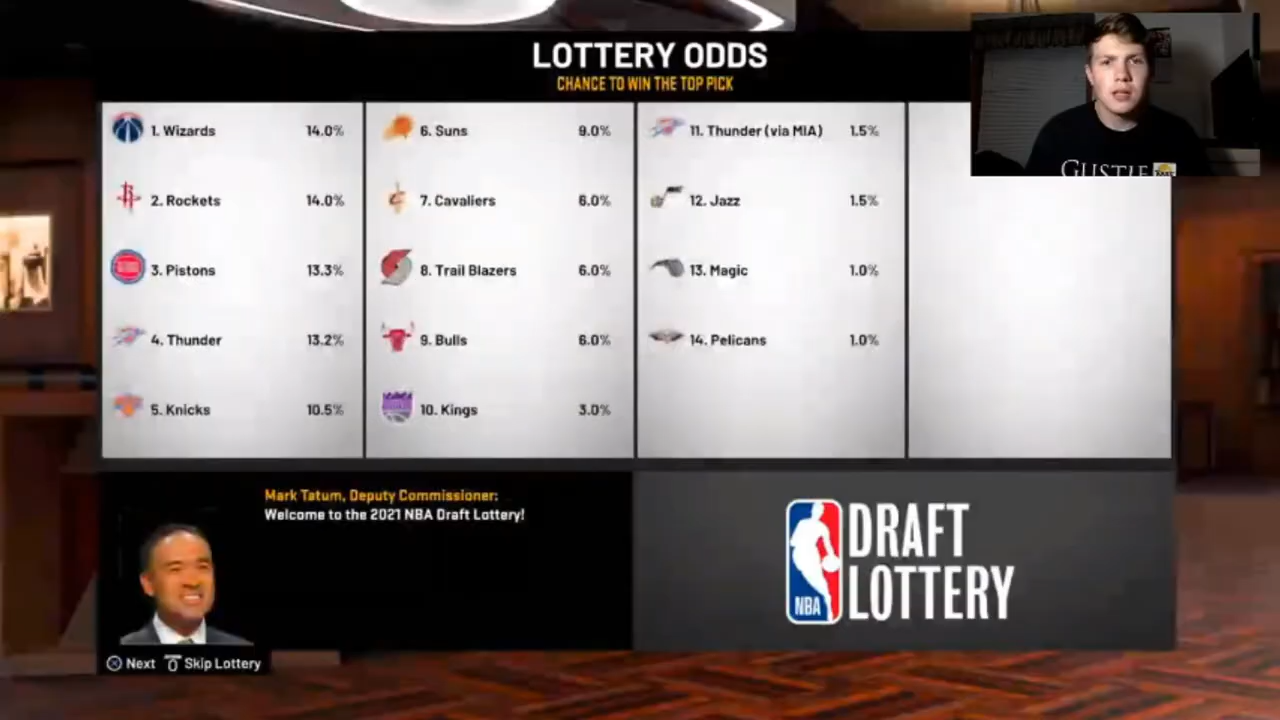 LOTTERY ODDS
CHANCE TO WIN THE TOP PICK
1. Wizards 14.0%
2. Rockets 14.0%
3. Pistons 13.3%
4. Thunder 13.2%
5. Knicks 10.5%
6. Suns 9.0%
7. Cavaliers 6.0%
8. Trail Blazers 6.0%
9. Bulls 6.0%
10. Kings 3.0%
11. Thunder (via MIA) 1.5%
12. Jazz 1.5%
13. Magic 1.0%
14. Pelicans 1.0%
Mark Tatum, Deputy Commissioner:
Welcome to the 2021 NBA Draft Lottery!
Next Skip Lottery
NBA
DRAFT
LOTTERY